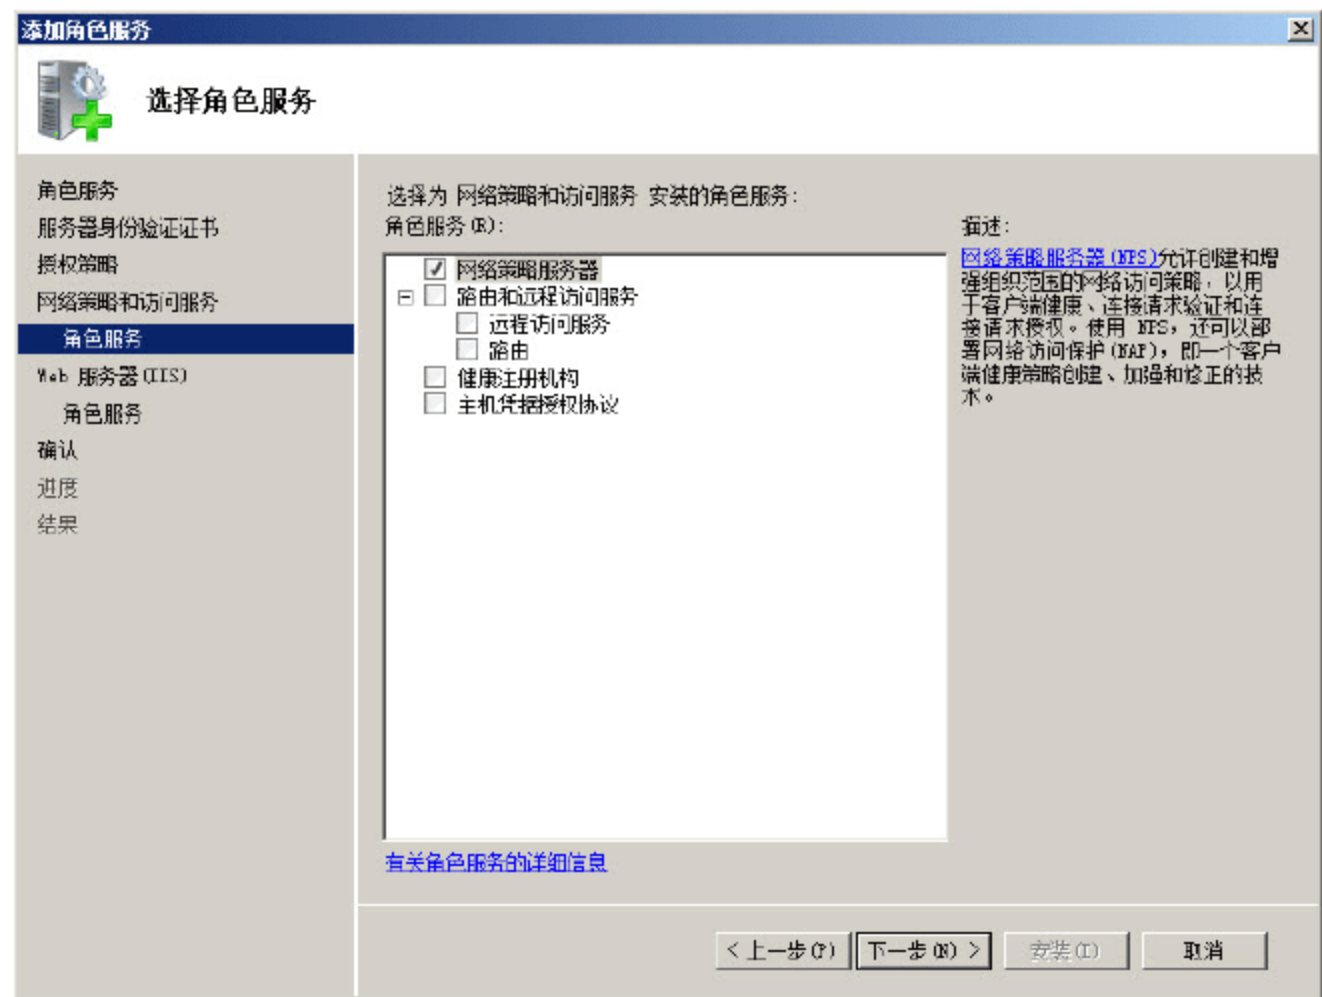 添加角色服务
选择角色服务
角色服务
服务器身份验证证书
授权策略
网络策略和访问服务
角色服务
Web 服务器(IIS)
角色服务
确认
进度
结果
选择为 网络策略和访问服务 安装的角色服务:
角色服务(R):
网络策略服务器
路由和远程访问服务
远程访问服务
路由
健康注册机构
主机凭据授权协议
有关角色服务的详细信息
描述:
网络策略服务器(NPS)允许创建和增
强组织范围的网络访问策略，以用
于客户端健康、连接请求验证和连
接请求授权。使用 NPS，还可以部
署网络访问保护(NAP)，即一个客户
端健康策略创建、加强和修正的技
术。
< 上一步(P)
下一步(N) >
安装(I)
取消